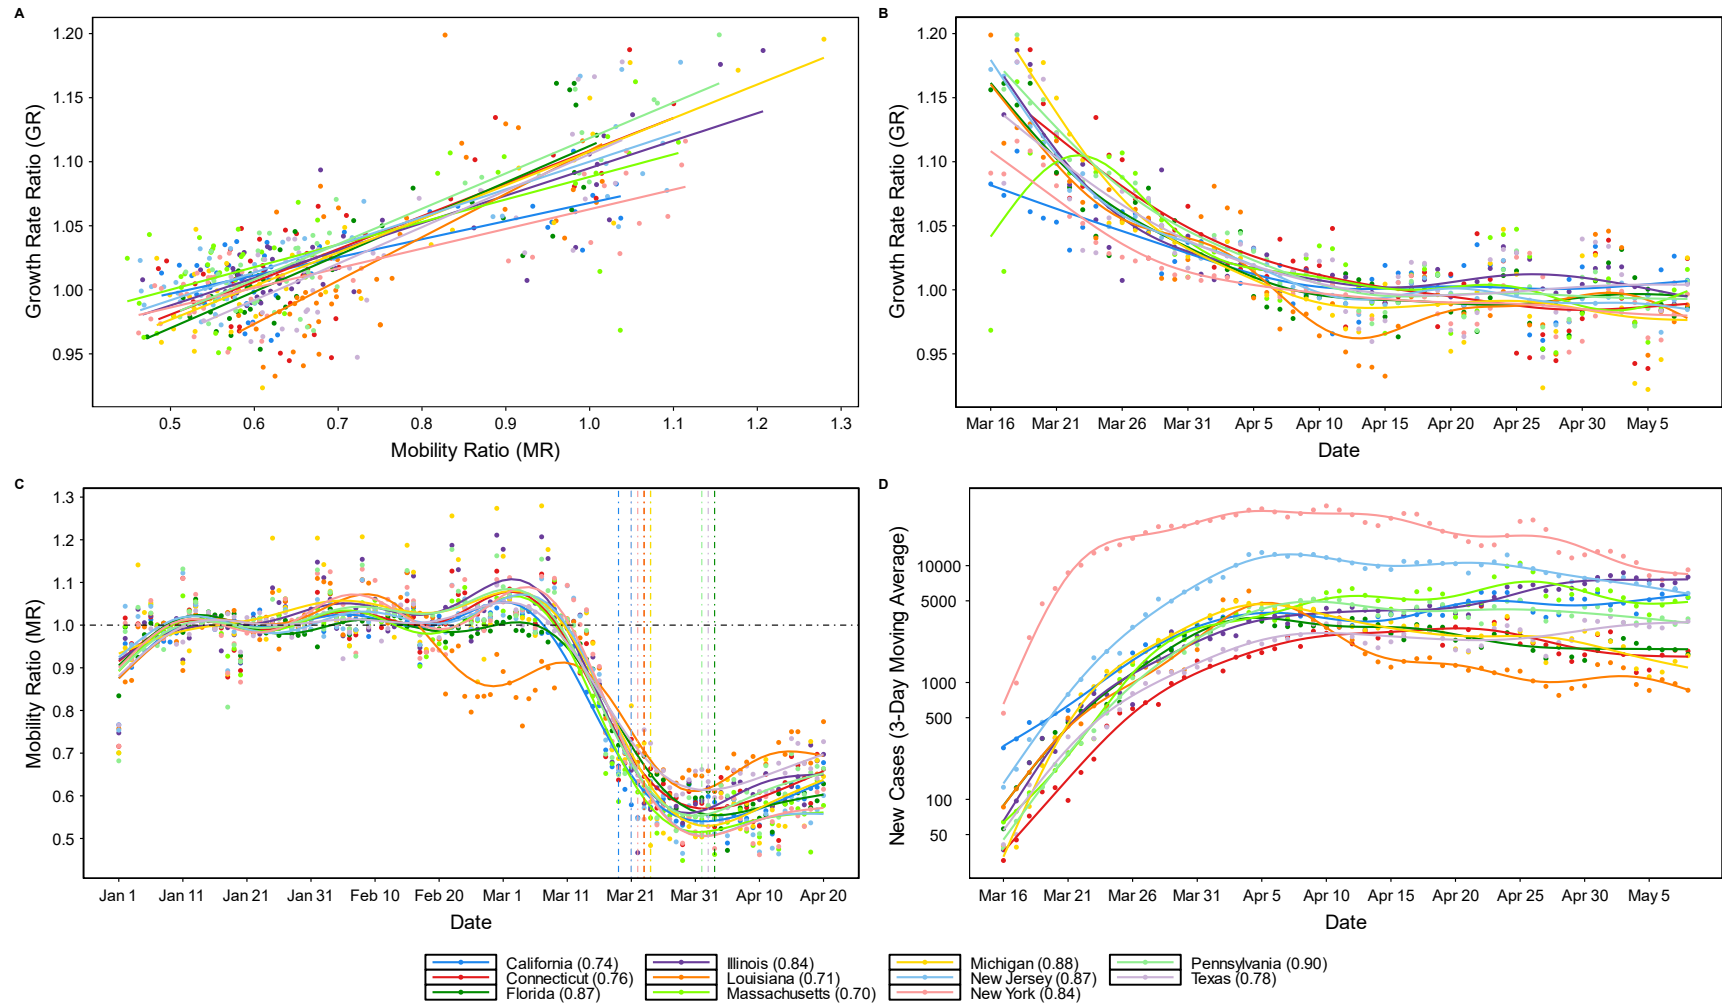 A
Growth Rate Ratio (GR)
1.20
1.15
1.10
1.05
1.00
0.95
0.5 0.6 0.7 0.8 0.9 1.0 1.1 1.2 1.3
Mobility Ratio (MR)
B
Growth Rate Ratio (GR)
1.20
1.15
1.10
1.05
1.00
0.95
Mar 16 Mar 21 Mar 26 Mar 31 Apr 5 Apr 10 Apr 15 Apr 20 Apr 25 Apr 30 May 5
Date
C
Mobility Ratio (MR)
1.3
1.2
1.1
1.0
0.9
0.8
0.7
0.6
0.5
Jan 1 Jan 11 Jan 21 Jan 31 Feb 10 Feb 20 Mar 1 Mar 11 Mar 21 Mar 31 Apr 10 Apr 20
Date
D
New Cases (3-Day Moving Average)
10000
5000
1000
500
100
50
Mar 16 Mar 21 Mar 26 Mar 31 Apr 5 Apr 10 Apr 15 Apr 20 Apr 25 Apr 30 May 5
Date
California (0.74)
Connecticut (0.76)
Florida (0.87)
Illinois (0.84)
Louisiana (0.71)
Massachusetts (0.70)
Michigan (0.88)
New Jersey (0.87)
New York (0.84)
Pennsylvania (0.90)
Texas (0.78)